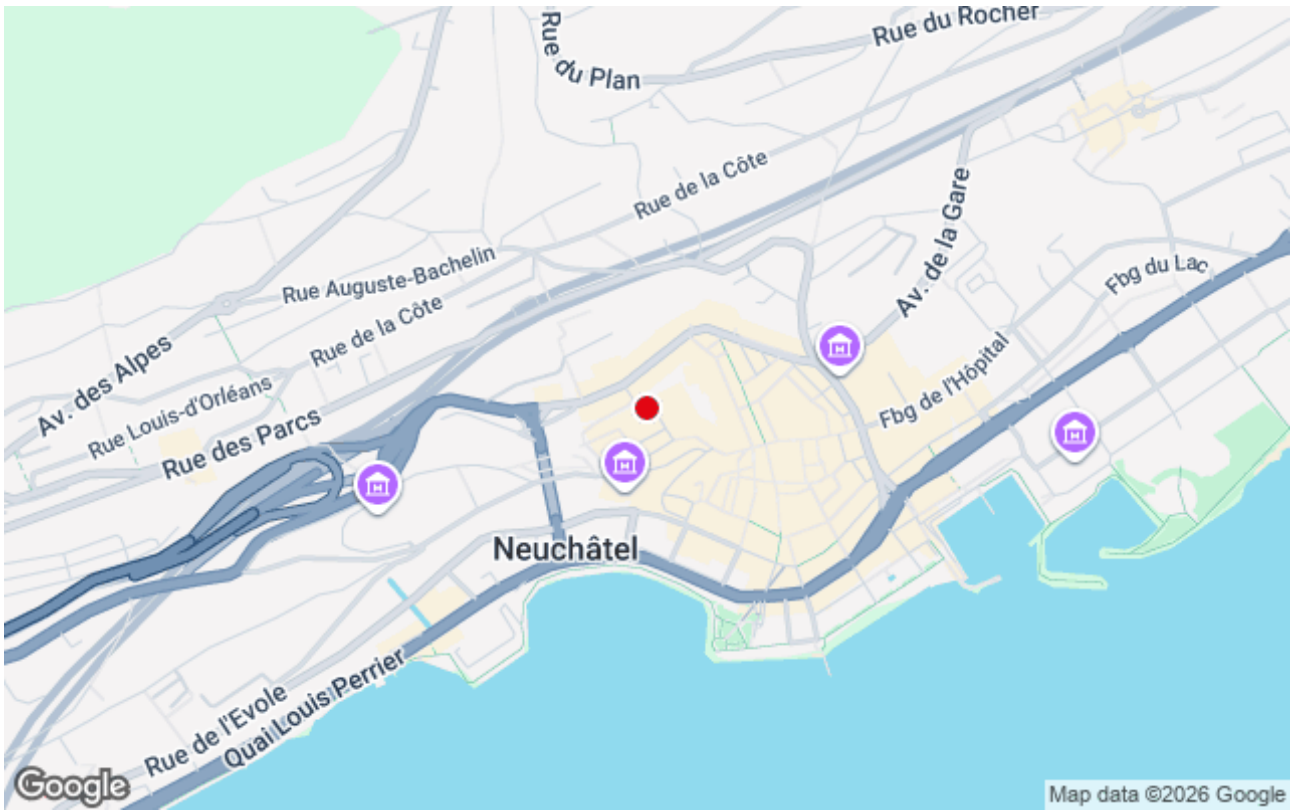 Rue du Rocher
Rue du Plan
Rue de la Côte
Av. de la Gare
Rue Auguste-Bachelin
Fbg du Lac
Rue de la Côte
Av. des Alpes
Rue Louis-d'Orléans
Fbg de l'Hôpital
Rue des Parcs
Neuchâtel
Rue de l'Evole
Quai Louis Perrier
Google
Map data ©2026 Google